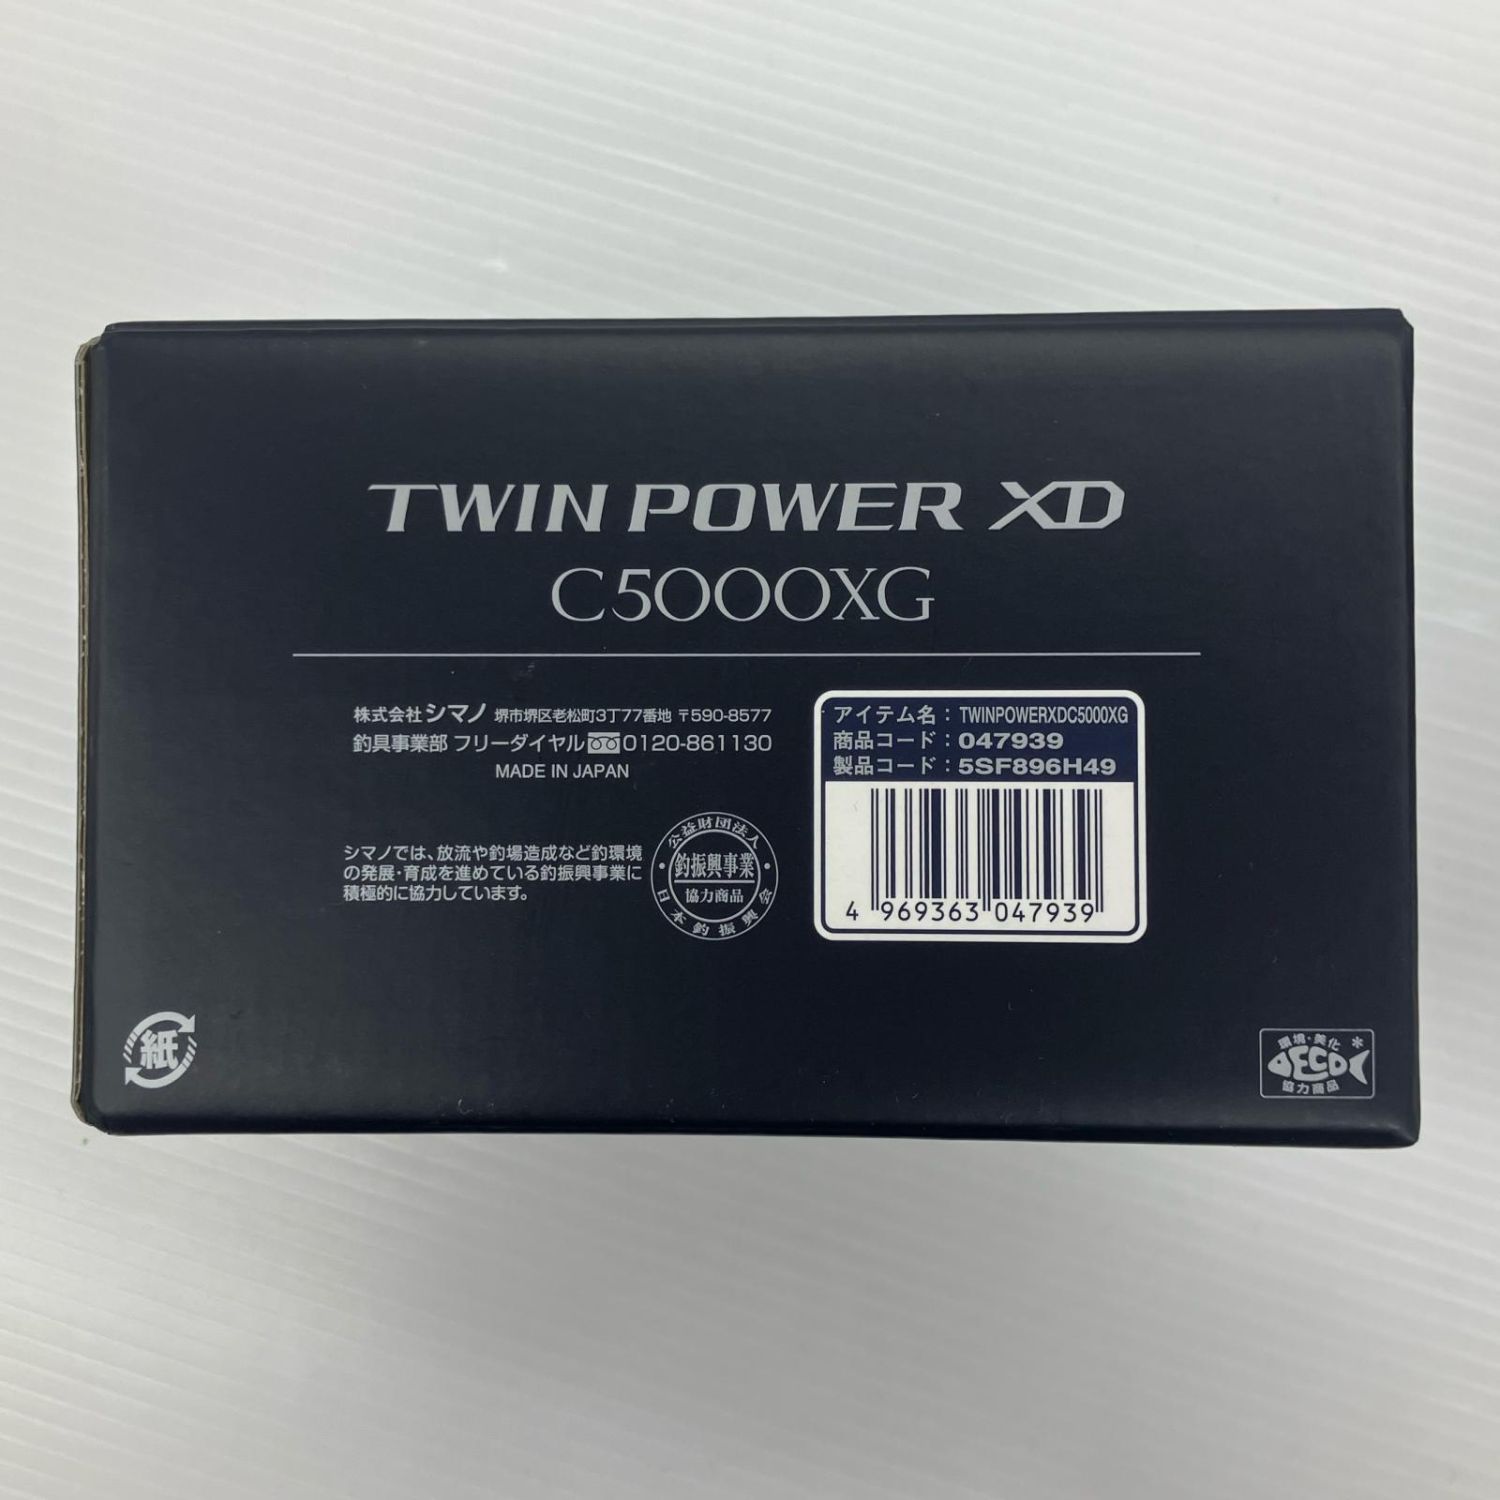 TWIN POWER XD
C5000XG
株式会社シマノ 堺市堺区老松町3丁77番地 〒590-8577
釣具事業部 フリーダイヤル 0120-861130
MADE IN JAPAN
アイテム名：TWINPOWERXDC5000XG
商品コード：047939
製品コード：5SF896H49
4 969363 047939
シマノでは、放流や釣場造成など釣環境
の発展・育成を進めている釣振興事業に
積極的に協力しています。
公益財団法人
釣振興事業
協力商品
日本釣振興会
紙
環境・美化
ECO
協力商品